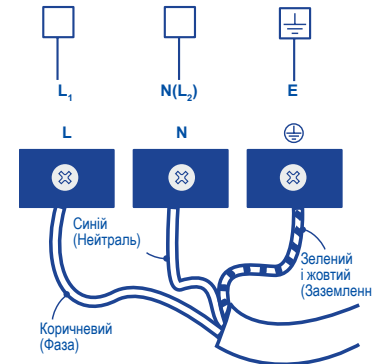 L₁ N(L₂) E
L N
Синій
(Нейтраль)
Зелений
і жовтий
(Заземленн
Коричневий
(Фаза)